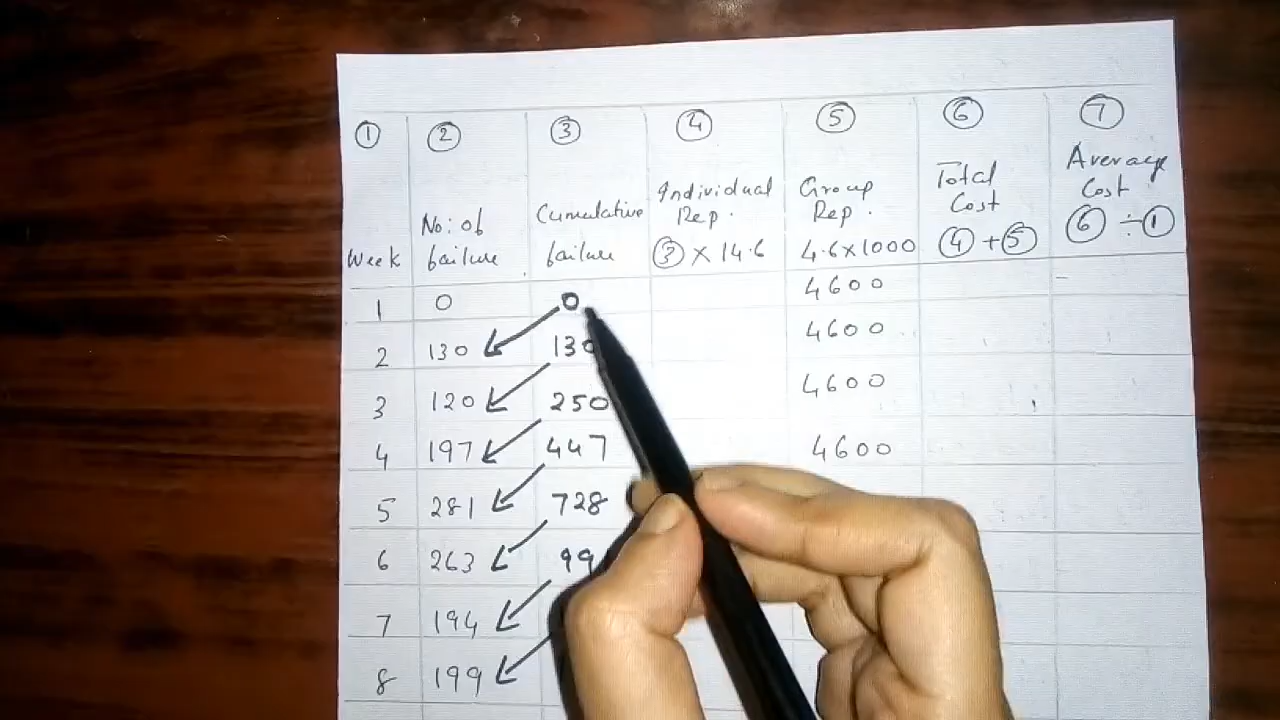 ① ② ③ ④ ⑤ ⑥ ⑦
Week
No: of
failure
Cumulative
failure
Individual
Rep.
③ × 14.6
Group
Rep.
4.6×1000
Total
Cost
④ + ⑤
Average
Cost
⑥ ÷ ①
1 0 0 4600
2 130 130 4600
3 120 250 4600
4 197 447 4600
5 281 728
6 263
7 194
8 199